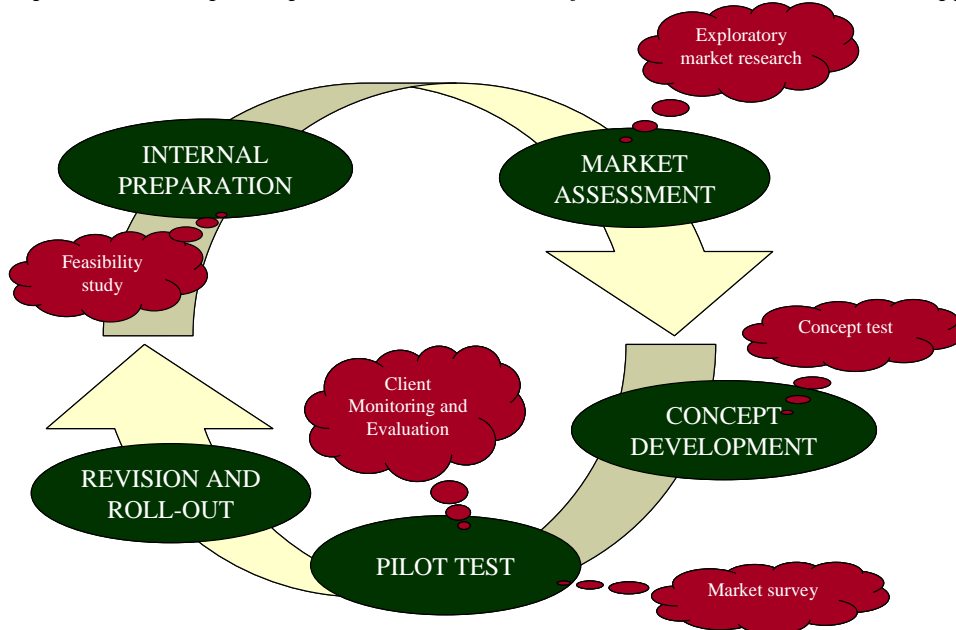 Exploratory
market research
INTERNAL
PREPARATION
MARKET
ASSESSMENT
Feasibility
study
Concept test
Client
Monitoring and
Evaluation
CONCEPT
DEVELOPMENT
REVISION AND
ROLL-OUT
PILOT TEST
Market survey